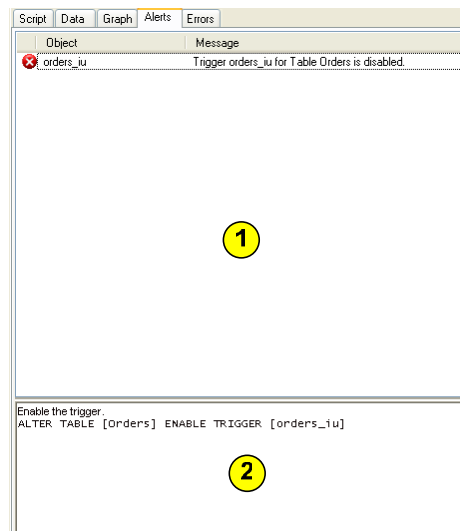 Script Data Graph Alerts Errors
Object Message
orders_iu Trigger orders_iu for Table Orders is disabled.
1
Enable the trigger.
ALTER TABLE [Orders] ENABLE TRIGGER [orders_iu]
2